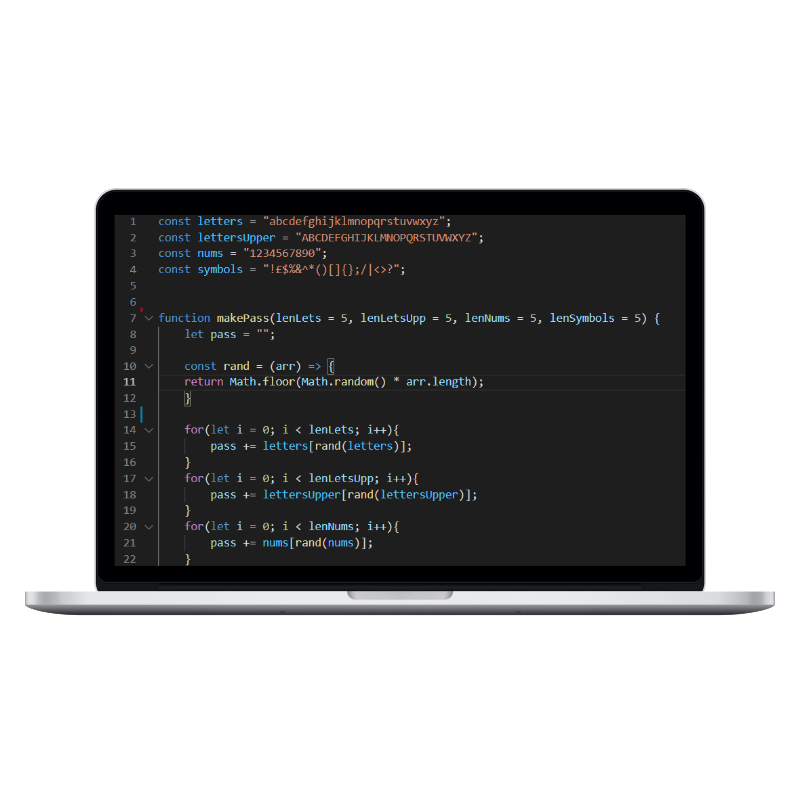 1 const letters = "abcdefghijklmnopqrstuvwxyz";
2 const lettersUpper = "ABCDEFGHIJKLMNOPQRSTUVWXYZ";
3 const nums = "1234567890";
4 const symbols = "!£$%&^*()[]{};/|<>?";
5
6
7 function makePass(lenLets = 5, lenLetsUpp = 5, lenNums = 5, lenSymbols = 5) {
8 let pass = "";
9
10 const rand = (arr) => {
11 return Math.floor(Math.random() * arr.length);
12 }
13
14 for(let i = 0; i < lenLets; i++){
15 pass += letters[rand(letters)];
16 }
17 for(let i = 0; i < lenLetsUpp; i++){
18 pass += lettersUpper[rand(lettersUpper)];
19 }
20 for(let i = 0; i < lenNums; i++){
21 pass += nums[rand(nums)];
22 }